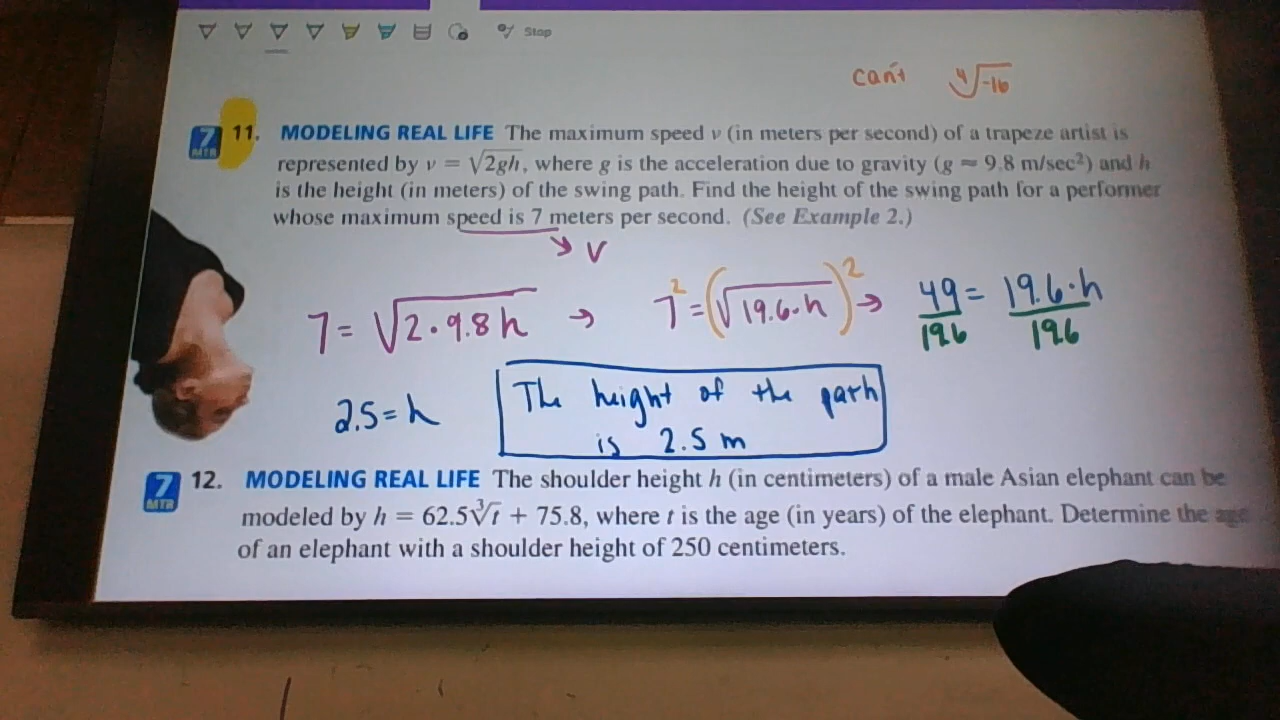 Stop
can't ∜-16
7 MTR 11. MODELING REAL LIFE The maximum speed v (in meters per second) of a trapeze artist is
represented by v = √2gh, where g is the acceleration due to gravity (g ≈ 9.8 m/sec²) and h
is the height (in meters) of the swing path. Find the height of the swing path for a performer
whose maximum speed is 7 meters per second. (See Example 2.)
→ v
7 = √2·9.8h → 7² = (√19.6·h)² → 49 = 19.6·h
19.6 19.6
2.5 = h The height of the path
is 2.5 m
7 MTR 12. MODELING REAL LIFE The shoulder height h (in centimeters) of a male Asian elephant can be
modeled by h = 62.5∛t + 75.8, where t is the age (in years) of the elephant. Determine the age
of an elephant with a shoulder height of 250 centimeters.